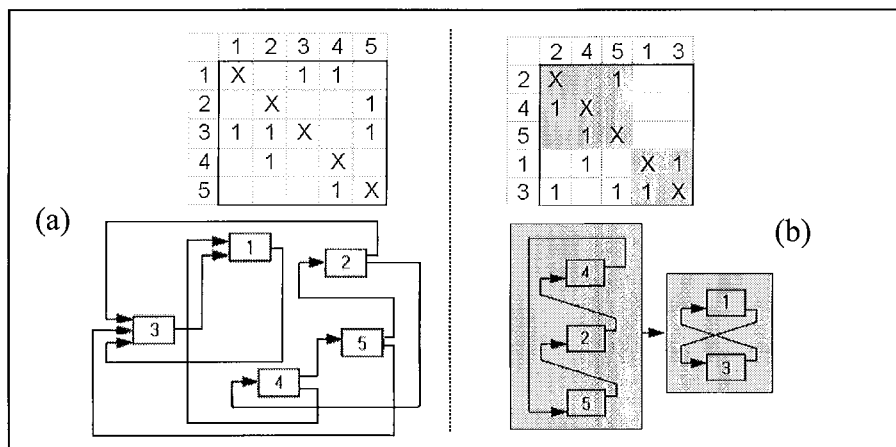 1 2 3 4 5
1 X 1 1
2 X 1
3 1 1 X 1
4 1 X
5 1 X
(a)
1
2
3
5
4
2 4 5 1 3
2 X 1
4 1 X
5 1 X
1 1 X 1
3 1 1 1 X
(b)
4
2
5
1
3